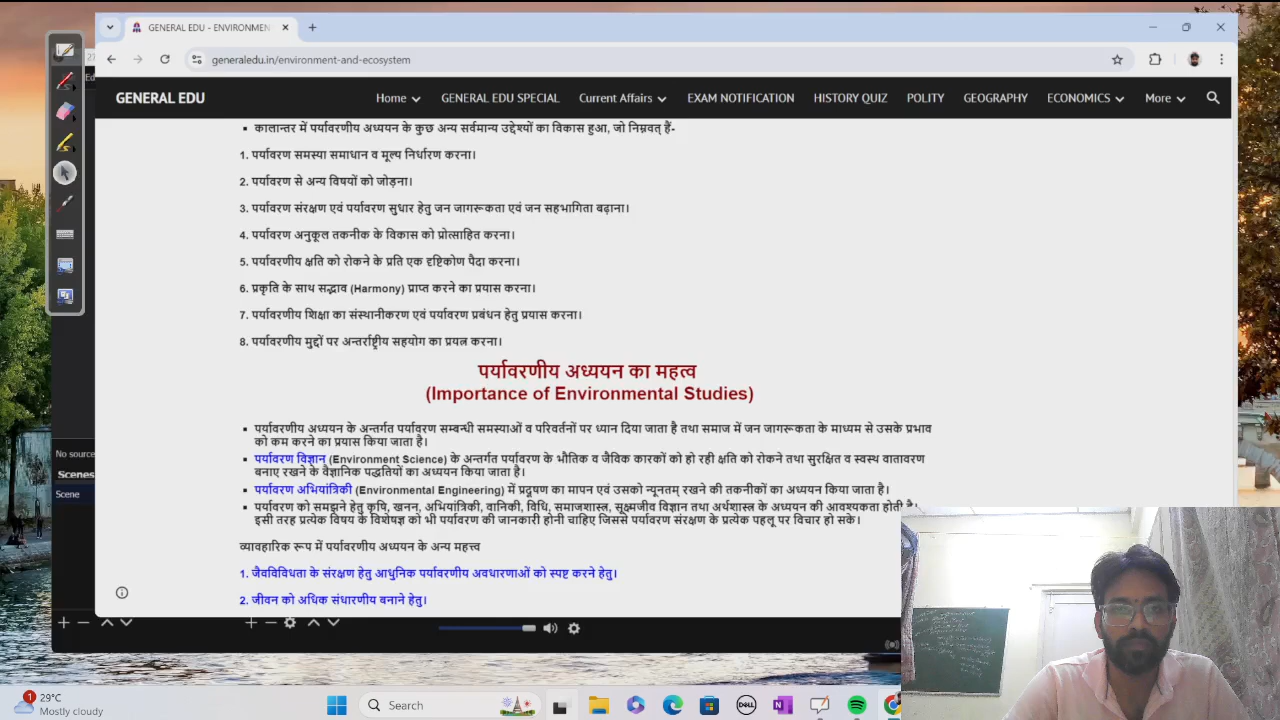 GENERAL EDU - ENVIRONMEN
generaledu.in/environment-and-ecosystem
GENERAL EDU
Home
GENERAL EDU SPECIAL
Current Affairs
EXAM NOTIFICATION
HISTORY QUIZ
POLITY
GEOGRAPHY
ECONOMICS
More
कालान्तर में पर्यावरणीय अध्ययन के कुछ अन्य सर्वमान्य उद्देश्यों का विकास हुआ, जो निम्नवत् हैं-
1. पर्यावरण समस्या समाधान व मूल्य निर्धारण करना।
2. पर्यावरण से अन्य विषयों को जोड़ना।
3. पर्यावरण संरक्षण एवं पर्यावरण सुधार हेतु जन जागरूकता एवं जन सहभागिता बढ़ाना।
4. पर्यावरण अनुकूल तकनीक के विकास को प्रोत्साहित करना।
5. पर्यावरणीय क्षति को रोकने के प्रति एक दृष्टिकोण पैदा करना।
6. प्रकृति के साथ सद्भाव (Harmony) प्राप्त करने का प्रयास करना।
7. पर्यावरणीय शिक्षा का संस्थानीकरण एवं पर्यावरण प्रबंधन हेतु प्रयास करना।
8. पर्यावरणीय मुद्दों पर अन्तर्राष्ट्रीय सहयोग का प्रयत्न करना।
पर्यावरणीय अध्ययन का महत्व
(Importance of Environmental Studies)
पर्यावरणीय अध्ययन के अन्तर्गत पर्यावरण सम्बन्धी समस्याओं व परिवर्तनों पर ध्यान दिया जाता है तथा समाज में जन जागरूकता के माध्यम से उसके प्रभाव
को कम करने का प्रयास किया जाता है।
पर्यावरण विज्ञान (Environment Science) के अन्तर्गत पर्यावरण के भौतिक व जैविक कारकों को हो रही क्षति को रोकने तथा सुरक्षित व स्वस्थ वातावरण
बनाए रखने के वैज्ञानिक पद्धतियों का अध्ययन किया जाता है।
पर्यावरण अभियांत्रिकी (Environmental Engineering) में प्रदूषण का मापन एवं उसको न्यूनतम् रखने की तकनीकों का अध्ययन किया जाता है।
पर्यावरण को समझने हेतु कृषि, खनन, अभियांत्रिकी, वानिकी, विधि, समाजशास्त्र, सूक्ष्मजीव विज्ञान तथा अर्थशास्त्र के अध्ययन की आवश्यकता होती है।
इसी तरह प्रत्येक विषय के विशेषज्ञ को भी पर्यावरण की जानकारी होनी चाहिए जिससे पर्यावरण संरक्षण के प्रत्येक पहलू पर विचार हो सके।
व्यावहारिक रूप में पर्यावरणीय अध्ययन के अन्य महत्त्व
1. जैवविविधता के संरक्षण हेतु आधुनिक पर्यावरणीय अवधारणाओं को स्पष्ट करने हेतु।
2. जीवन को अधिक संधारणीय बनाने हेतु।
No source
Scenes
Scene
1
29°C
Mostly cloudy
Search
DELL